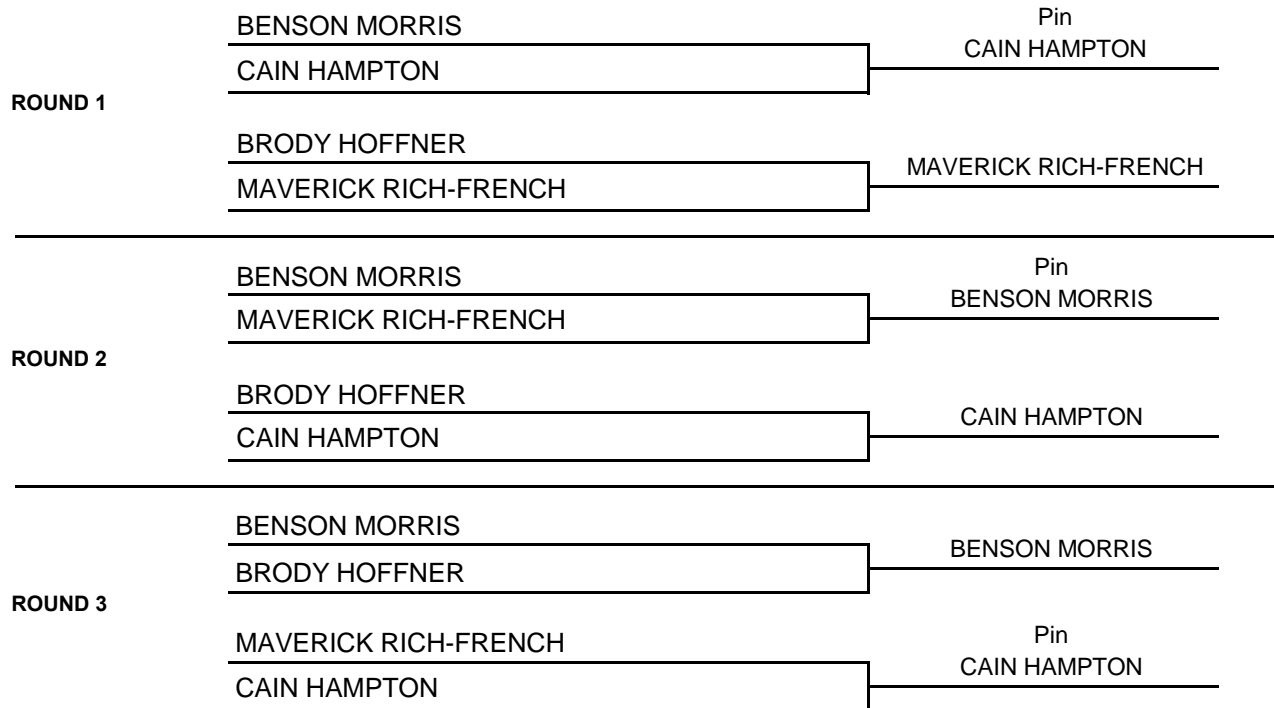 BENSON MORRIS
Pin
CAIN HAMPTON
CAIN HAMPTON
ROUND 1
BRODY HOFFNER
MAVERICK RICH-FRENCH
MAVERICK RICH-FRENCH
BENSON MORRIS
Pin
BENSON MORRIS
MAVERICK RICH-FRENCH
ROUND 2
BRODY HOFFNER
CAIN HAMPTON
CAIN HAMPTON
BENSON MORRIS
BENSON MORRIS
BRODY HOFFNER
ROUND 3
MAVERICK RICH-FRENCH
Pin
CAIN HAMPTON
CAIN HAMPTON